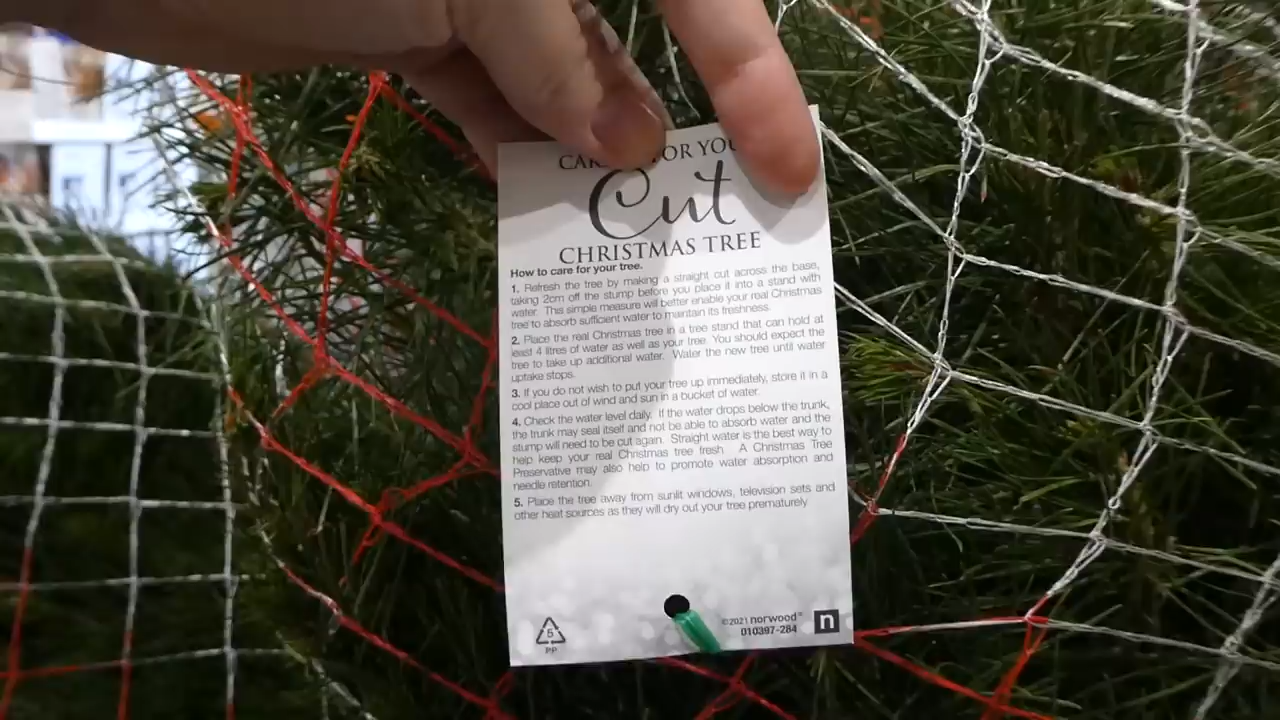 FOR YOU
Cut
CHRISTMAS TREE
How to care for your tree.
1. Refresh the tree by making a straight cut across the base,
taking 2cm off the stump before you place it into a stand with
water. This simple measure will better enable your real Christmas
tree to absorb sufficient water to maintain its freshness.
2. Place the real Christmas tree in a tree stand that can hold at
least 4 litres of water as well as your tree. You should expect the
tree to take up additional water. Water the new tree until water
uptake stops.
3. If you do not wish to put your tree up immediately, store it in a
cool place out of wind and sun in a bucket of water.
4. Check the water level daily. If the water drops below the trunk,
the trunk may seal itself and not be able to absorb water and the
stump will need to be cut again. Straight water is the best way to
help keep your real Christmas tree fresh. A Christmas Tree
Preservative may also help to promote water absorption and
needle retention.
5. Place the tree away from sunlit windows, television sets and
other heat sources as they will dry out your tree prematurely
5
PP
©2021 norwood®
010397-284
n